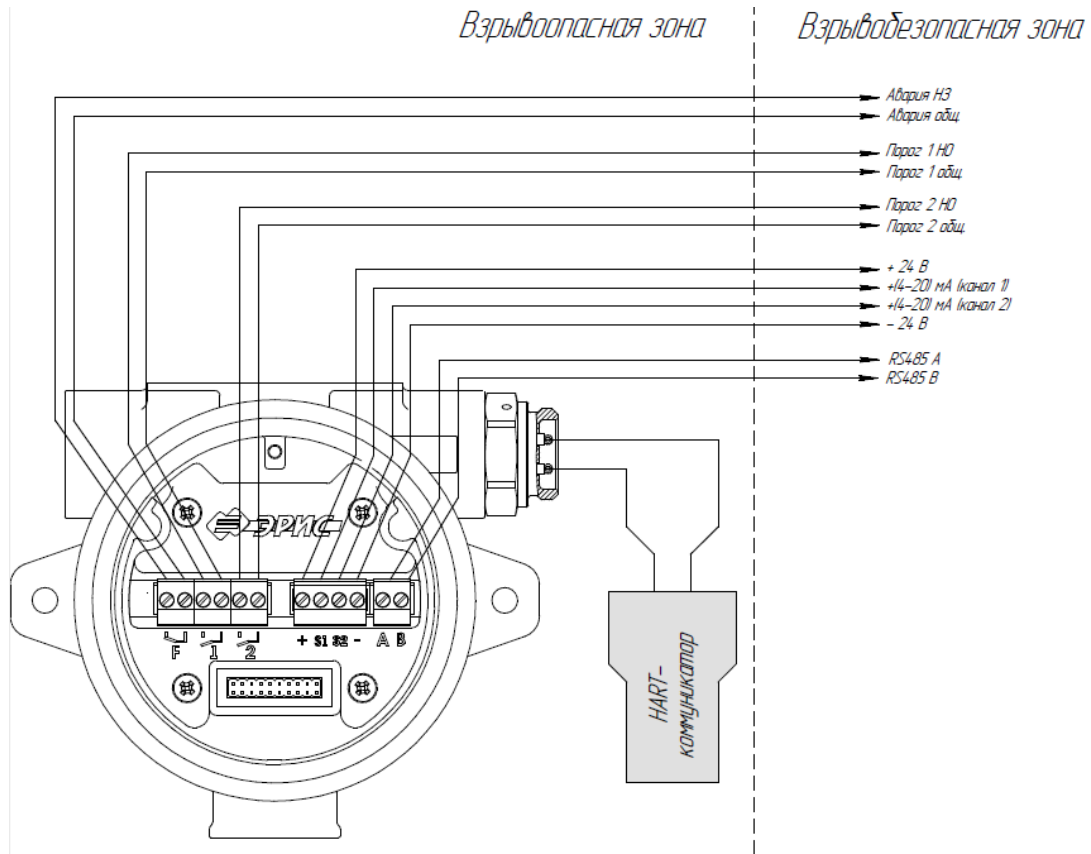 Взрывоопасная зона
Взрывобезопасная зона
Авария НЗ
Авария общ.
Порог 1 НО
Порог 1 общ.
Порог 2 НО
Порог 2 общ.
+ 24 В
+(4-20) мА (канал 1)
+(4-20) мА (канал 2)
- 24 В
RS485 A
RS485 B
ЭРИС
F 1 2 + S1 S2 - A B
HART-
коммуникатор